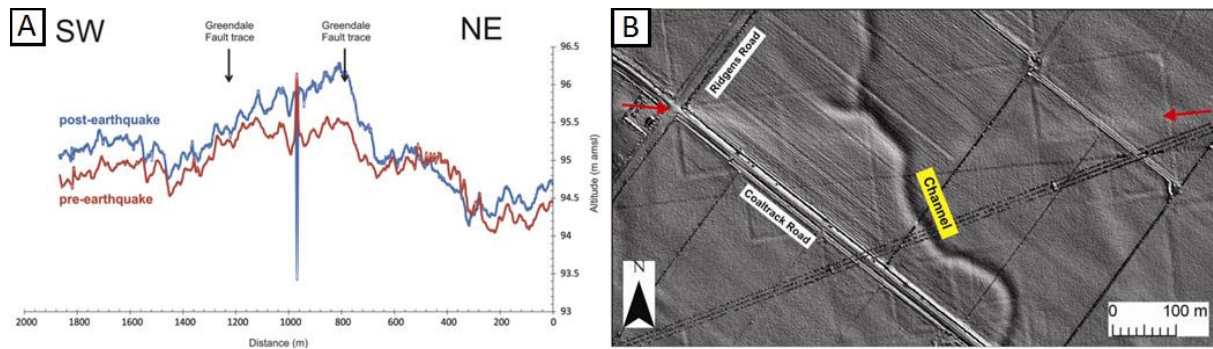 A
SW
Greendale
Fault trace
Greendale
Fault trace
NE
post-earthquake
pre-earthquake
96.5
96
95.5
95
94.5
94
93.5
93
Altitude (m amsl)
2000
1800
1600
1400
1200
1000
800
600
400
200
0
Distance (m)
B
Ridgens Road
Coaltrack Road
Channel
N
100 m